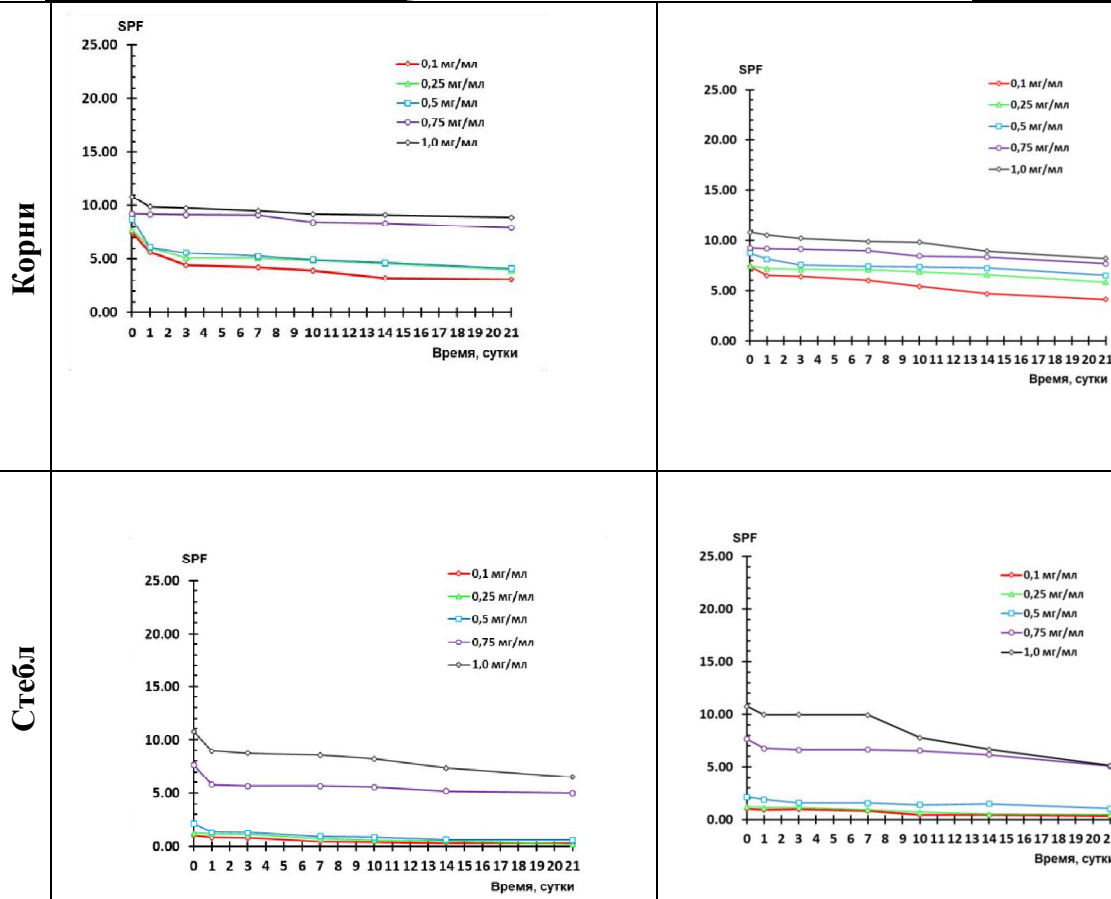 Корни
SPF
25.00
20.00
15.00
10.00
5.00
0.00
0,1 мг/мл
0,25 мг/мл
0,5 мг/мл
0,75 мг/мл
1,0 мг/мл
0 1 2 3 4 5 6 7 8 9 10 11 12 13 14 15 16 17 18 19 20 21
Время, сутки
SPF
25.00
20.00
15.00
10.00
5.00
0.00
0,1 мг/мл
0,25 мг/мл
0,5 мг/мл
0,75 мг/мл
1,0 мг/мл
0 1 2 3 4 5 6 7 8 9 10 11 12 13 14 15 16 17 18 19 20 21
Время, сутки
Стебл
SPF
25.00
20.00
15.00
10.00
5.00
0.00
0,1 мг/мл
0,25 мг/мл
0,5 мг/мл
0,75 мг/мл
1,0 мг/мл
0 1 2 3 4 5 6 7 8 9 10 11 12 13 14 15 16 17 18 19 20 21
Время, сутки
SPF
25.00
20.00
15.00
10.00
5.00
0.00
0,1 мг/мл
0,25 мг/мл
0,5 мг/мл
0,75 мг/мл
1,0 мг/мл
0 1 2 3 4 5 6 7 8 9 10 11 12 13 14 15 16 17 18 19 20
Время, сутки